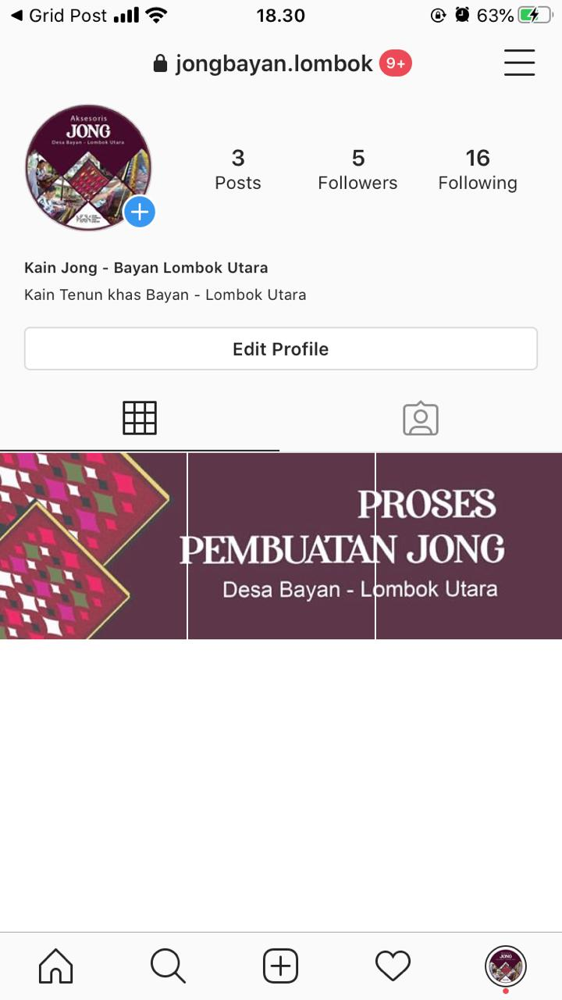 Grid Post
18.30
63%
jongbayan.lombok 9+
Aksesoris
JONG
Desa Bayan - Lombok Utara
3 5 16
Posts Followers Following
Kain Jong - Bayan Lombok Utara
Kain Tenun khas Bayan - Lombok Utara
Edit Profile
PROSES
PEMBUATAN JONG
Desa Bayan - Lombok Utara
JONG